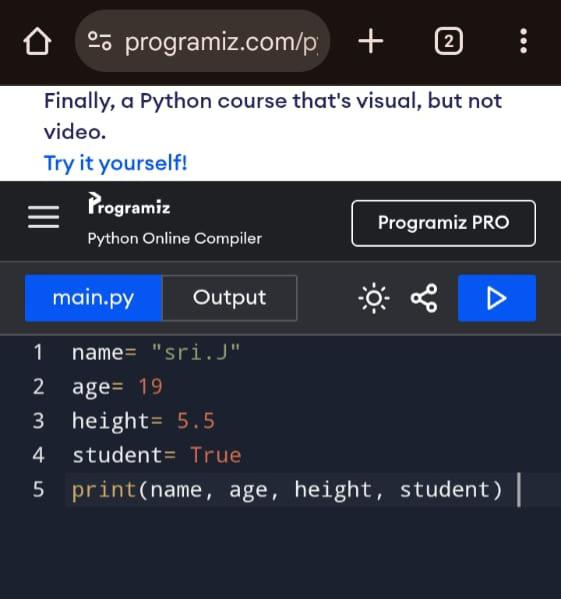 programiz.com/p
2
Finally, a Python course that's visual, but not
video.
Try it yourself!
Programiz
Python Online Compiler
Programiz PRO
main.py
Output
1 name= "sri.J"
2 age= 19
3 height= 5.5
4 student= True
5 print(name, age, height, student)